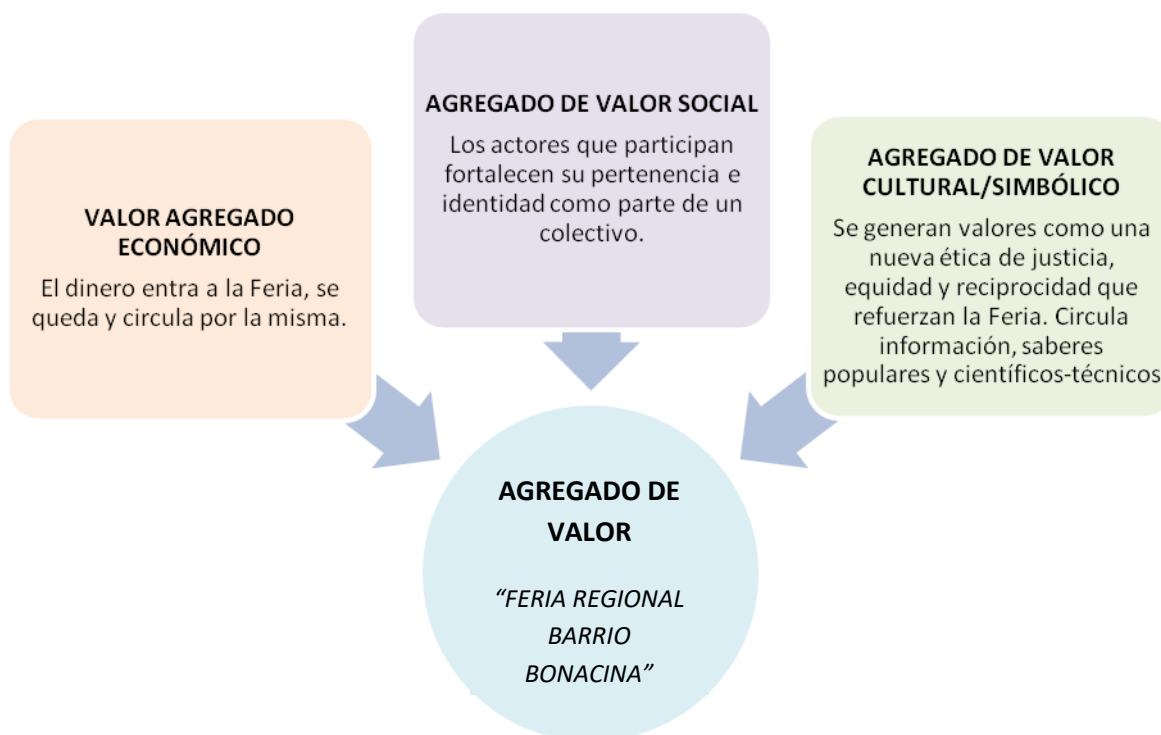 VALOR AGREGADO
ECONÓMICO
El dinero entra a la Feria, se
queda y circula por la misma.
AGREGADO DE VALOR SOCIAL
Los actores que participan
fortalecen su pertenencia e
identidad como parte de un
colectivo.
AGREGADO DE VALOR
CULTURAL/SIMBÓLICO
Se generan valores como una
nueva ética de justicia,
equidad y reciprocidad que
refuerzan la Feria. Circula
información, saberes
populares y científicos-técnicos
AGREGADO DE
VALOR
“FERIA REGIONAL
BARRIO
BONACINA”